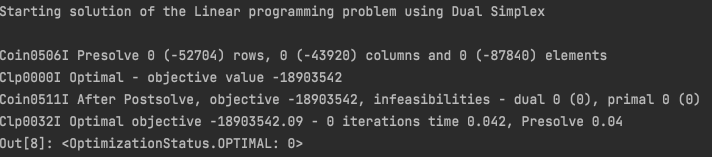 Starting solution of the Linear programming problem using Dual Simplex
Coin0506I Presolve 0 (-52704) rows, 0 (-43920) columns and 0 (-87840) elements
Clp0000I Optimal - objective value -18903542
Coin0511I After Postsolve, objective -18903542, infeasibilities - dual 0 (0), primal 0 (0)
Clp0032I Optimal objective -18903542.09 - 0 iterations time 0.042, Presolve 0.04
Out[8]: <OptimizationStatus.OPTIMAL: 0>